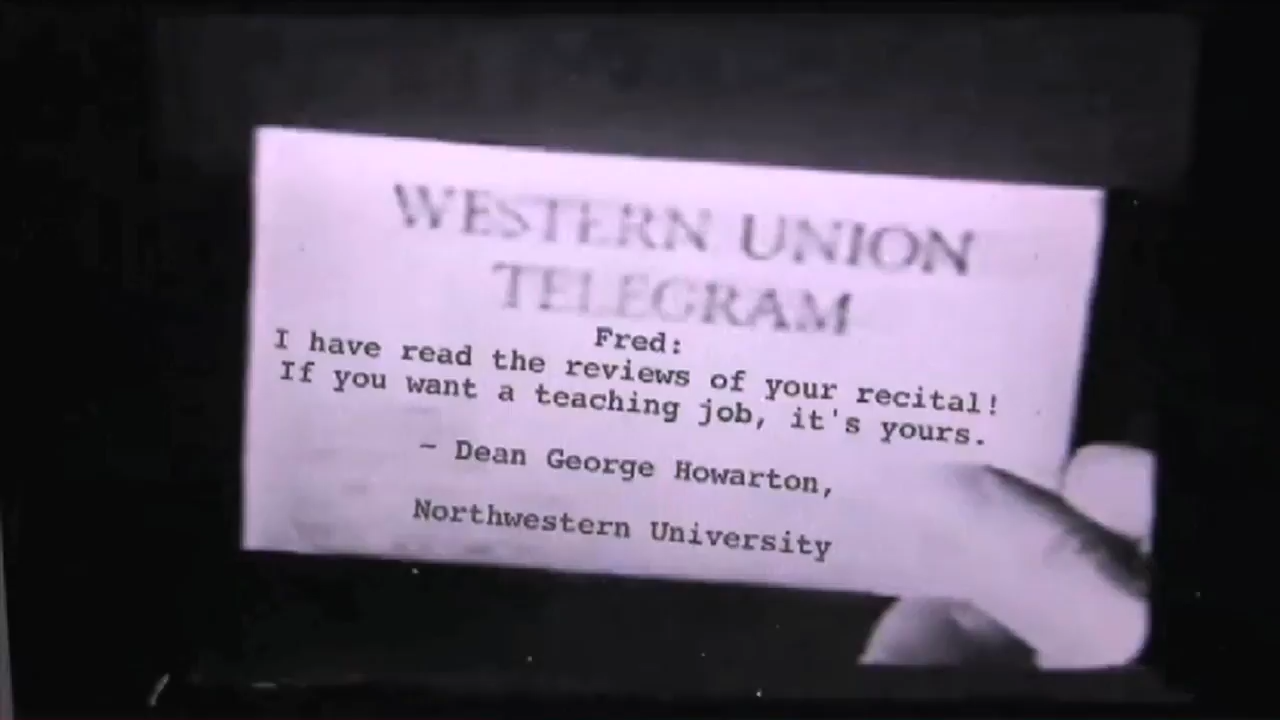 WESTERN UNION
TELEGRAM
Fred:
I have read the reviews of your recital!
If you want a teaching job, it's yours.
– Dean George Howarton,
Northwestern University